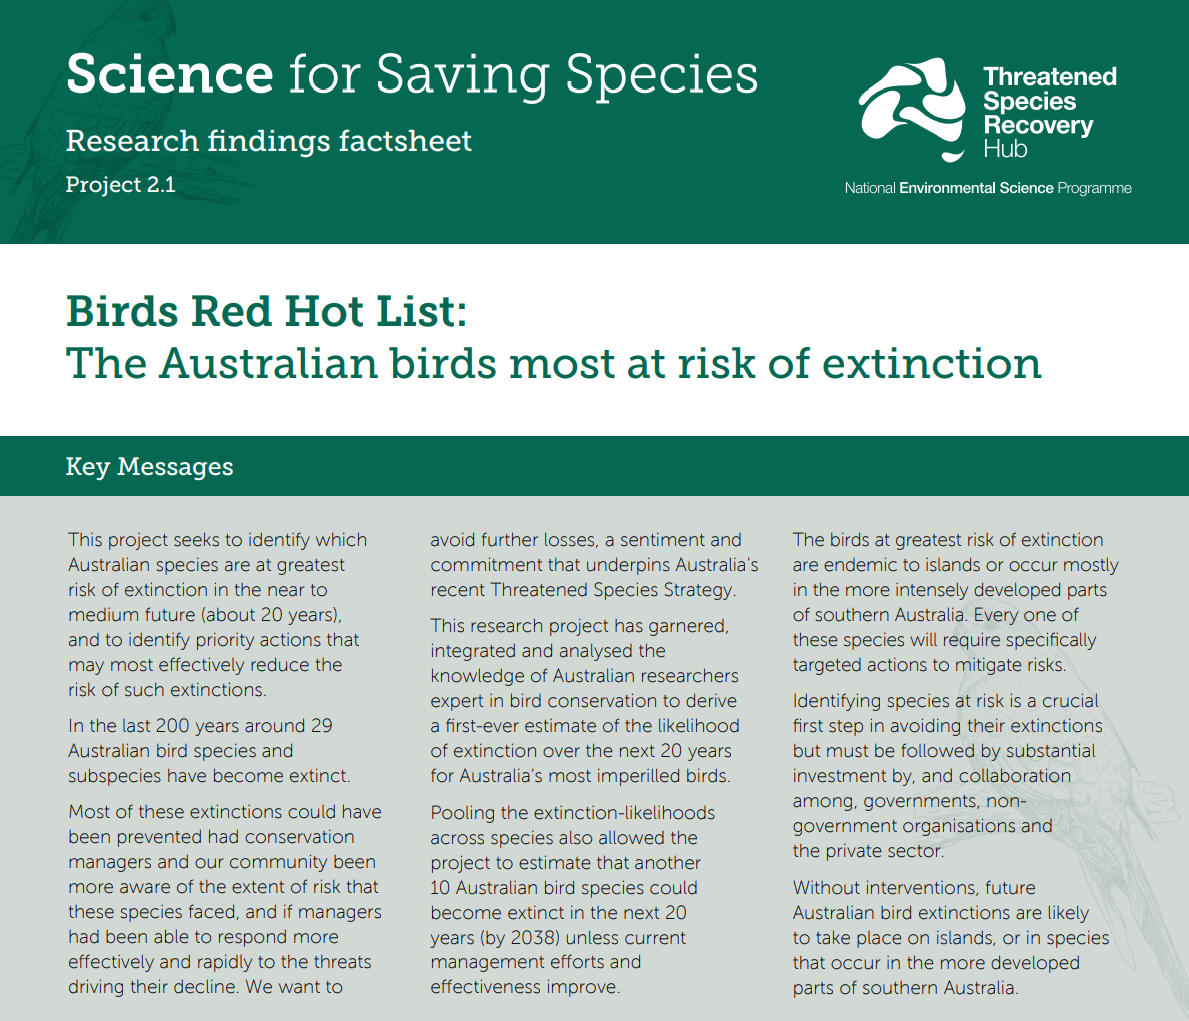 Science for Saving Species
Research findings factsheet
Project 2.1
Threatened
Species
Recovery
Hub
National Environmental Science Programme
Birds Red Hot List:
The Australian birds most at risk of extinction
Key Messages
This project seeks to identify which
Australian species are at greatest
risk of extinction in the near to
medium future (about 20 years),
and to identify priority actions that
may most effectively reduce the
risk of such extinctions.
In the last 200 years around 29
Australian bird species and
subspecies have become extinct.
Most of these extinctions could have
been prevented had conservation
managers and our community been
more aware of the extent of risk that
these species faced, and if managers
had been able to respond more
effectively and rapidly to the threats
driving their decline. We want to
avoid further losses, a sentiment and
commitment that underpins Australia's
recent Threatened Species Strategy.
This research project has garnered,
integrated and analysed the
knowledge of Australian researchers
expert in bird conservation to derive
a first-ever estimate of the likelihood
of extinction over the next 20 years
for Australia's most imperilled birds.
Pooling the extinction-likelihoods
across species also allowed the
project to estimate that another
10 Australian bird species could
become extinct in the next 20
years (by 2038) unless current
management efforts and
effectiveness improve.
The birds at greatest risk of extinction
are endemic to islands or occur mostly
in the more intensely developed parts
of southern Australia. Every one of
these species will require specifically
targeted actions to mitigate risks.
Identifying species at risk is a crucial
first step in avoiding their extinctions
but must be followed by substantial
investment by, and collaboration
among, governments, non-
government organisations and
the private sector.
Without interventions, future
Australian bird extinctions are likely
to take place on islands, or in species
that occur in the more developed
parts of southern Australia.